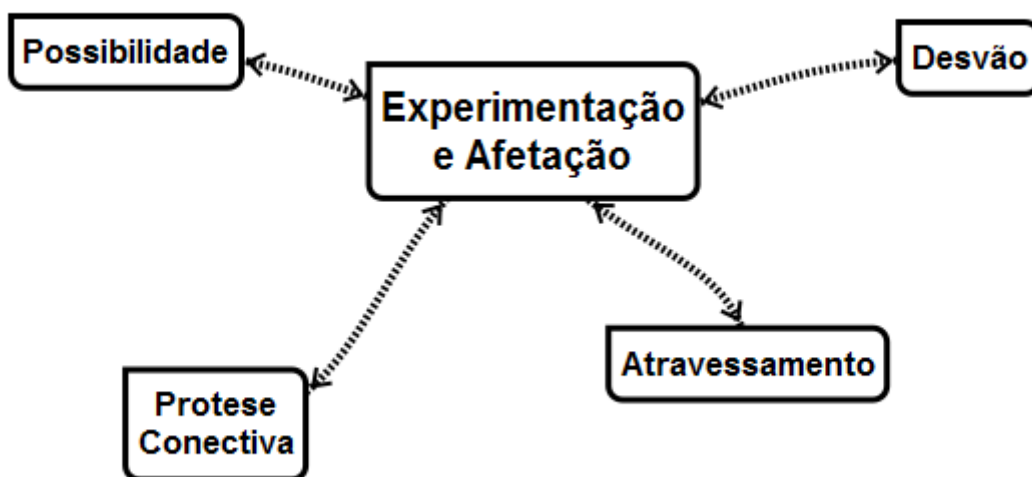 Possibilidade
Desvão
Experimentação
e Afetação
Atravessamento
Protese
Conectiva